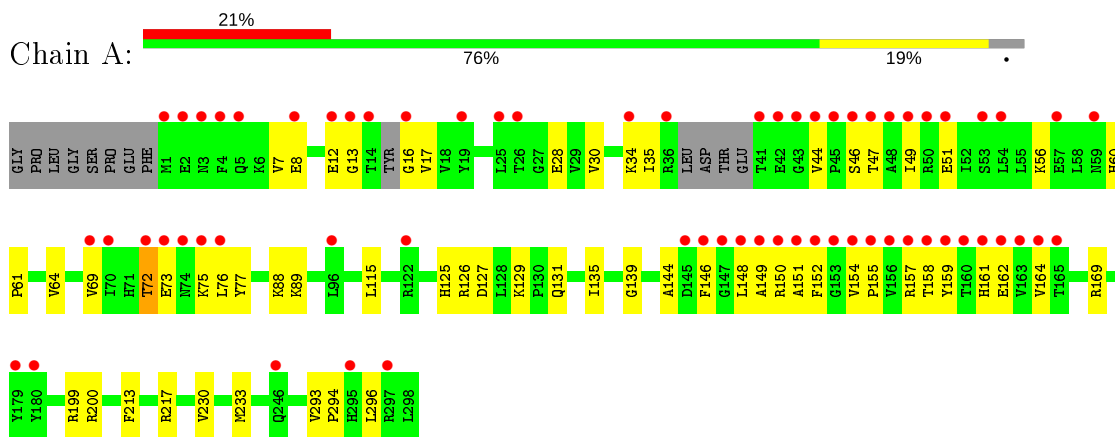 21%
Chain A:
76% 19% •
GLY PRO LEU GLY SER PRO GLU PHE M1 E2 N3 F4 Q5 K6 V7 E8 E12 G13 T14 TYR G16 V17 V18 Y19 L25 T26 G27 E28 V29 V30 K34 I35 R36 LEU ASP THR GLU T41 E42 G43 V44 P45 S46 T47 A48 I49 R50 E51 I52 S53 L54 L55 K56 E57 L58 N59 H60
P61 V64 V69 I70 H71 T72 E73 N74 K75 L76 Y77 K88 K89 L96 L115 R122 H125 R126 D127 L128 K129 P130 Q131 I135 G139 A144 D145 F146 G147 L148 A149 R150 A151 F152 G153 V154 P155 V156 R157 T158 Y159 T160 H161 E162 V163 V164 T165 R169
Y179 Y180 R199 R200 F213 R217 V230 M233 Q246 V293 P294 H295 L296 R297 L298